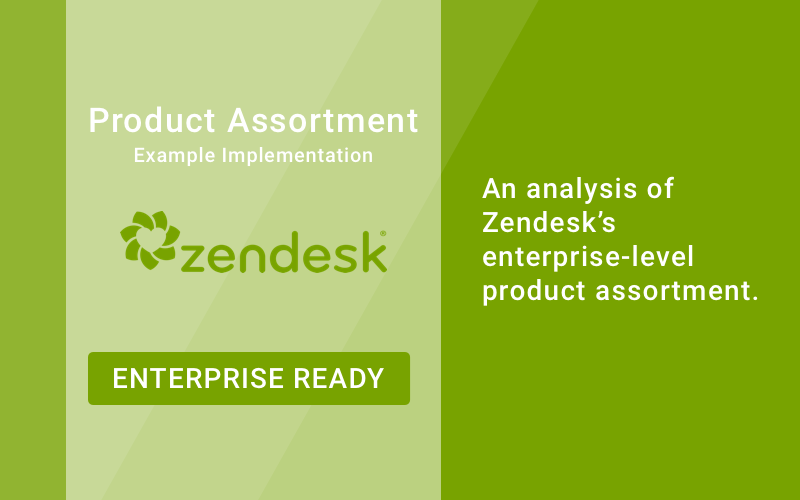 Product Assortment
Example Implementation
zendesk®
ENTERPRISE READY
An analysis of
Zendesk’s
enterprise-level
product assortment.